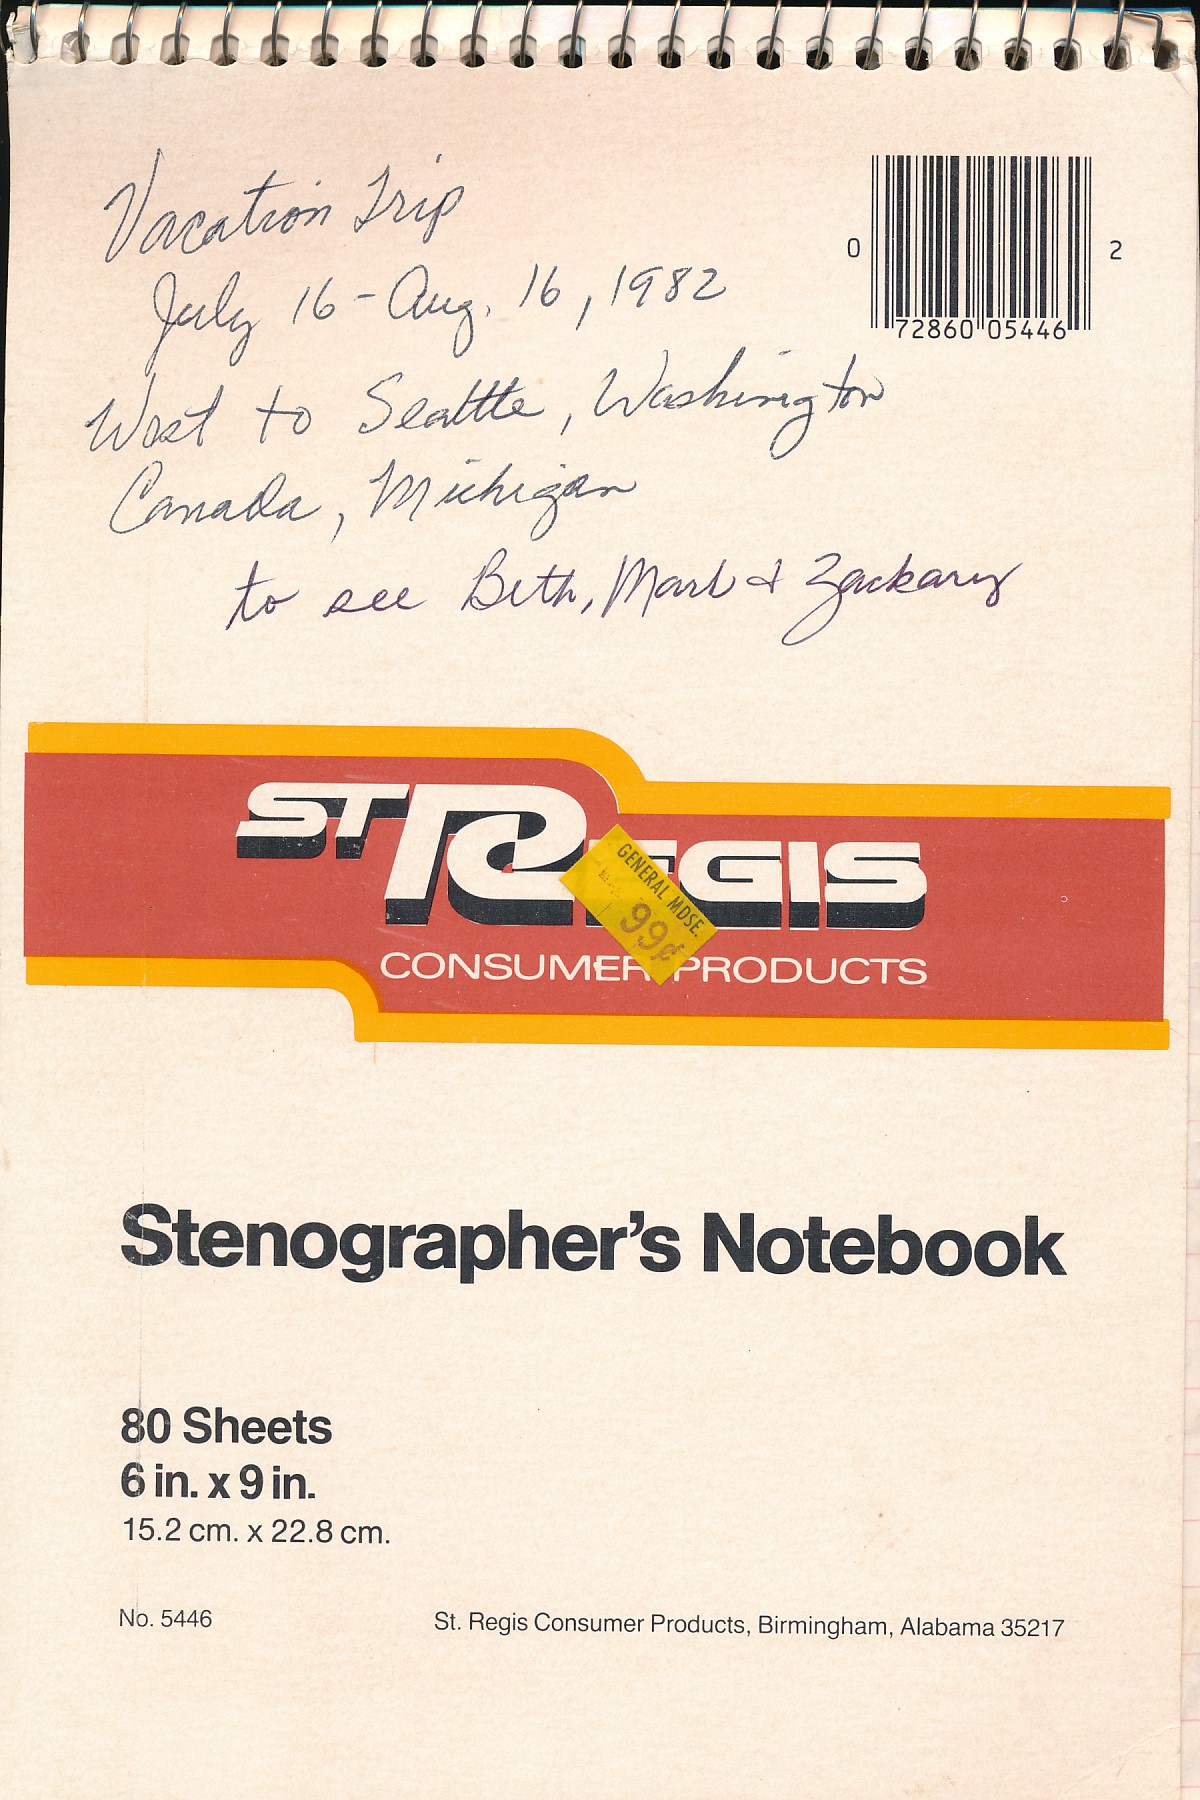 Vacation Trip
July 16 - Aug. 16, 1982
West to Seattle, Washington
Canada, Michigan
to see Beth, Mark & Zackary
0 72860 05446 2
ST REGIS
GENERAL MDSE.
99¢
CONSUMER PRODUCTS
Stenographer's Notebook
80 Sheets
6 in. x 9 in.
15.2 cm. x 22.8 cm.
No. 5446
St. Regis Consumer Products, Birmingham, Alabama 35217